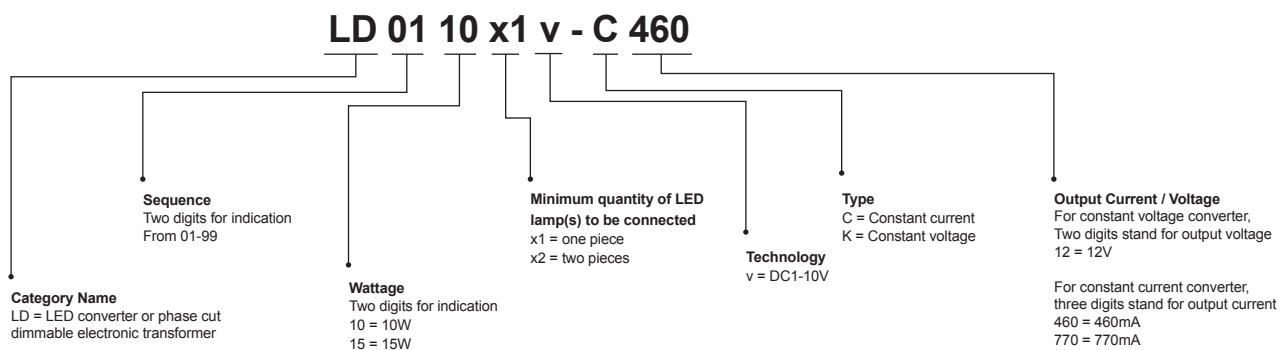 LD 01 10 x1 v - C 460
Sequence
Two digits for indication
From 01-99
Minimum quantity of LED
lamp(s) to be connected
x1 = one piece
x2 = two pieces
Type
C = Constant current
K = Constant voltage
Output Current / Voltage
For constant voltage converter,
Two digits stand for output voltage
12 = 12V
For constant current converter,
three digits stand for output current
460 = 460mA
770 = 770mA
Technology
v = DC1-10V
Category Name
LD = LED converter or phase cut
dimmable electronic transformer
Wattage
Two digits for indication
10 = 10W
15 = 15W